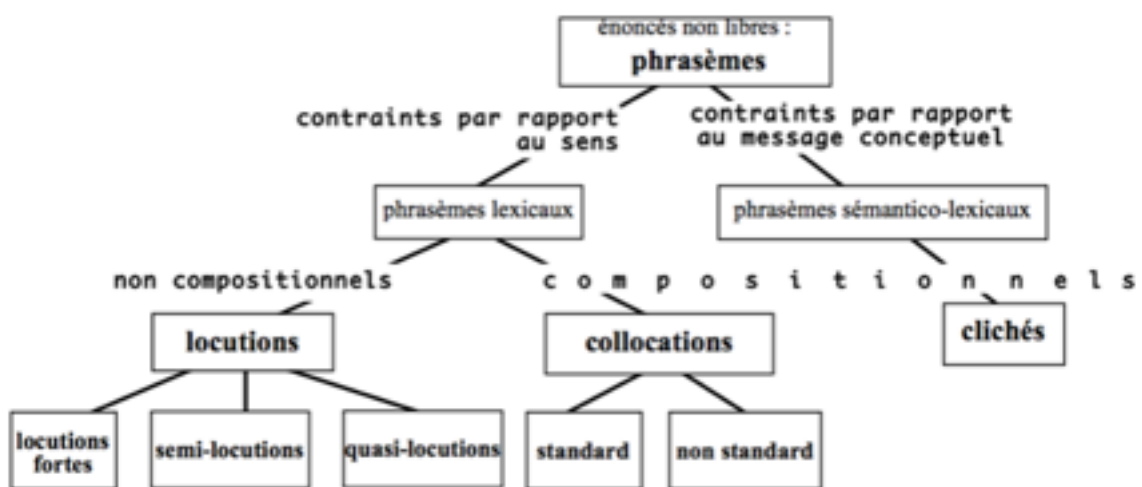 énoncés non libres :
phrasèmes
contraints par rapport
au sens
contraints par rapport
au message conceptuel
phrasèmes lexicaux
phrasèmes sémantico-lexicaux
non compositionnels
c o m p o s i t i o n n e l s
locutions
collocations
clichés
locutions
fortes
semi-locutions
quasi-locutions
standard
non standard